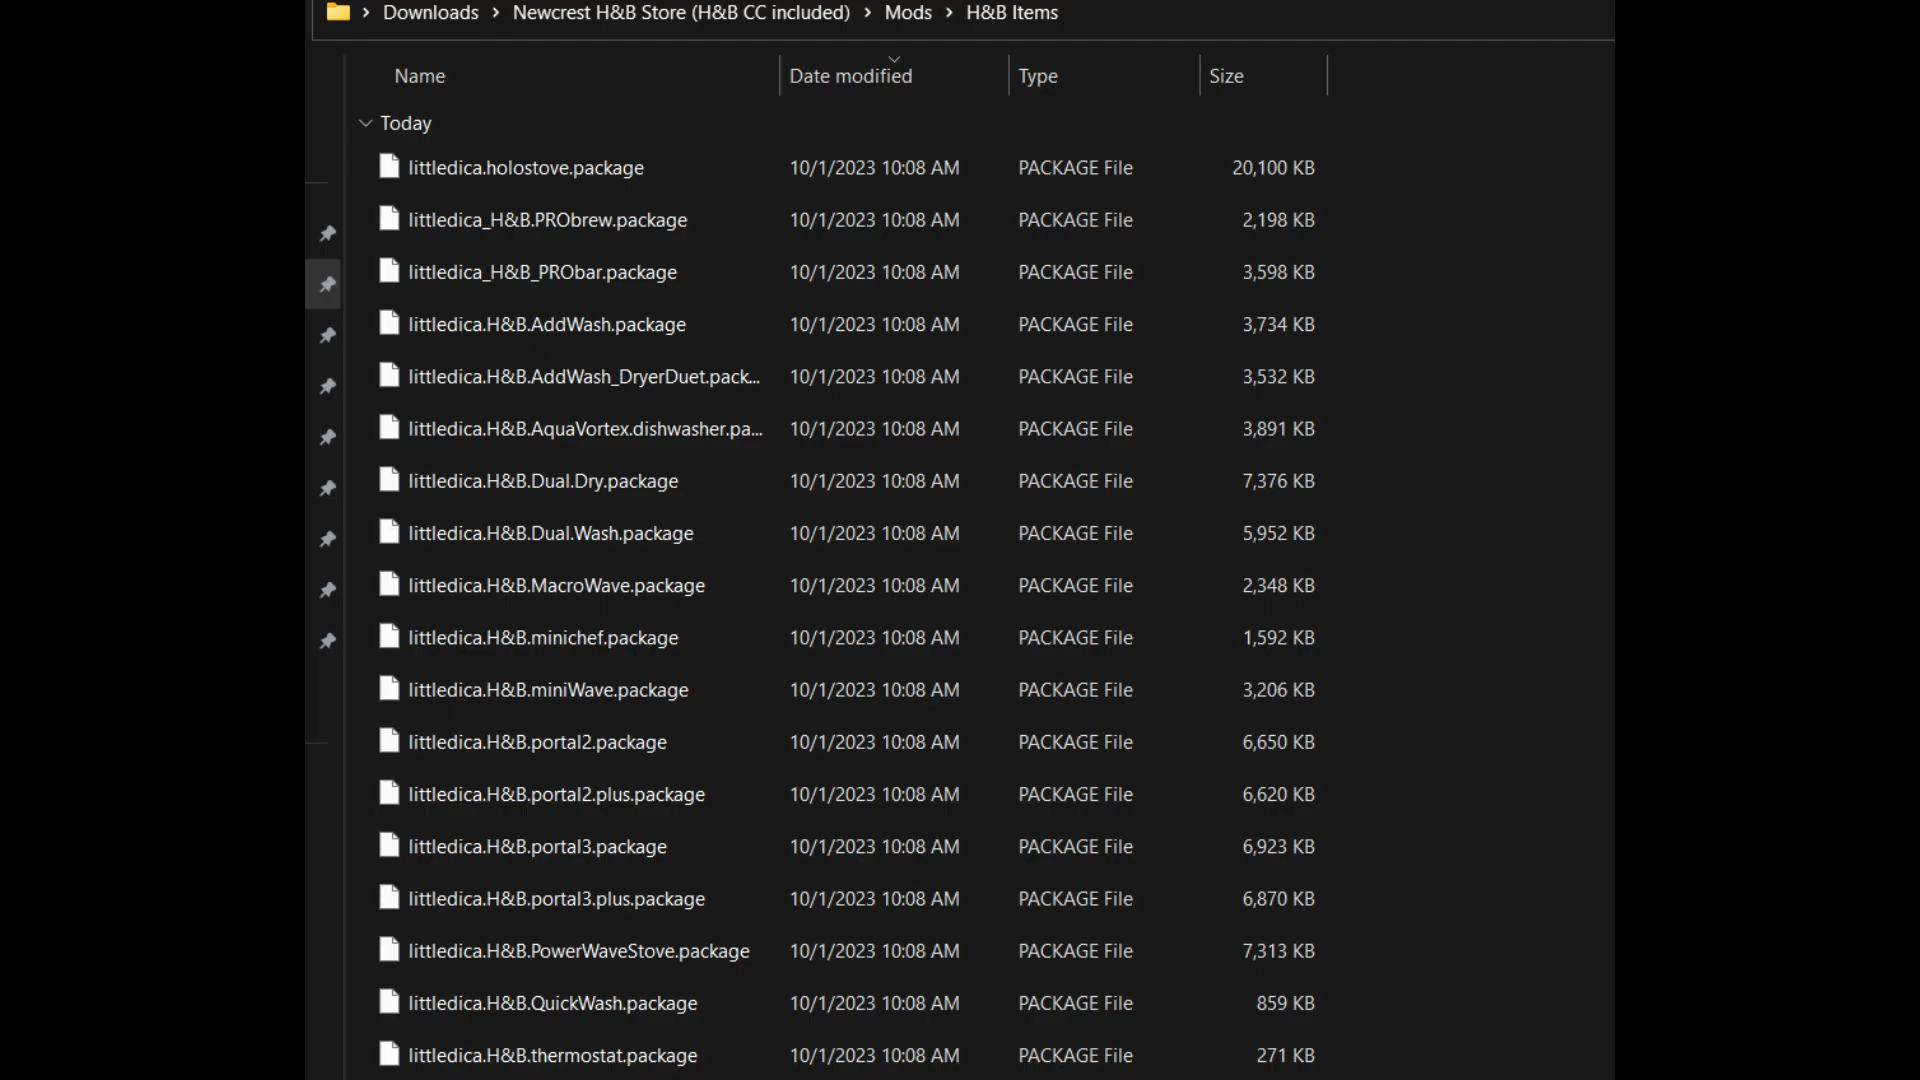 Downloads > Newcrest H&B Store (H&B CC included) > Mods > H&B Items
Name Date modified Type Size
Today
littledica.holostove.package 10/1/2023 10:08 AM PACKAGE File 20,100 KB
littledica_H&B.PRObrew.package 10/1/2023 10:08 AM PACKAGE File 2,198 KB
littledica_H&B_PRObar.package 10/1/2023 10:08 AM PACKAGE File 3,598 KB
littledica.H&B.AddWash.package 10/1/2023 10:08 AM PACKAGE File 3,734 KB
littledica.H&B.AddWash_DryerDuet.pack... 10/1/2023 10:08 AM PACKAGE File 3,532 KB
littledica.H&B.AquaVortex.dishwasher.pa... 10/1/2023 10:08 AM PACKAGE File 3,891 KB
littledica.H&B.Dual.Dry.package 10/1/2023 10:08 AM PACKAGE File 7,376 KB
littledica.H&B.Dual.Wash.package 10/1/2023 10:08 AM PACKAGE File 5,952 KB
littledica.H&B.MacroWave.package 10/1/2023 10:08 AM PACKAGE File 2,348 KB
littledica.H&B.minichef.package 10/1/2023 10:08 AM PACKAGE File 1,592 KB
littledica.H&B.miniWave.package 10/1/2023 10:08 AM PACKAGE File 3,206 KB
littledica.H&B.portal2.package 10/1/2023 10:08 AM PACKAGE File 6,650 KB
littledica.H&B.portal2.plus.package 10/1/2023 10:08 AM PACKAGE File 6,620 KB
littledica.H&B.portal3.package 10/1/2023 10:08 AM PACKAGE File 6,923 KB
littledica.H&B.portal3.plus.package 10/1/2023 10:08 AM PACKAGE File 6,870 KB
littledica.H&B.PowerWaveStove.package 10/1/2023 10:08 AM PACKAGE File 7,313 KB
littledica.H&B.QuickWash.package 10/1/2023 10:08 AM PACKAGE File 859 KB
littledica.H&B.thermostat.package 10/1/2023 10:08 AM PACKAGE File 271 KB